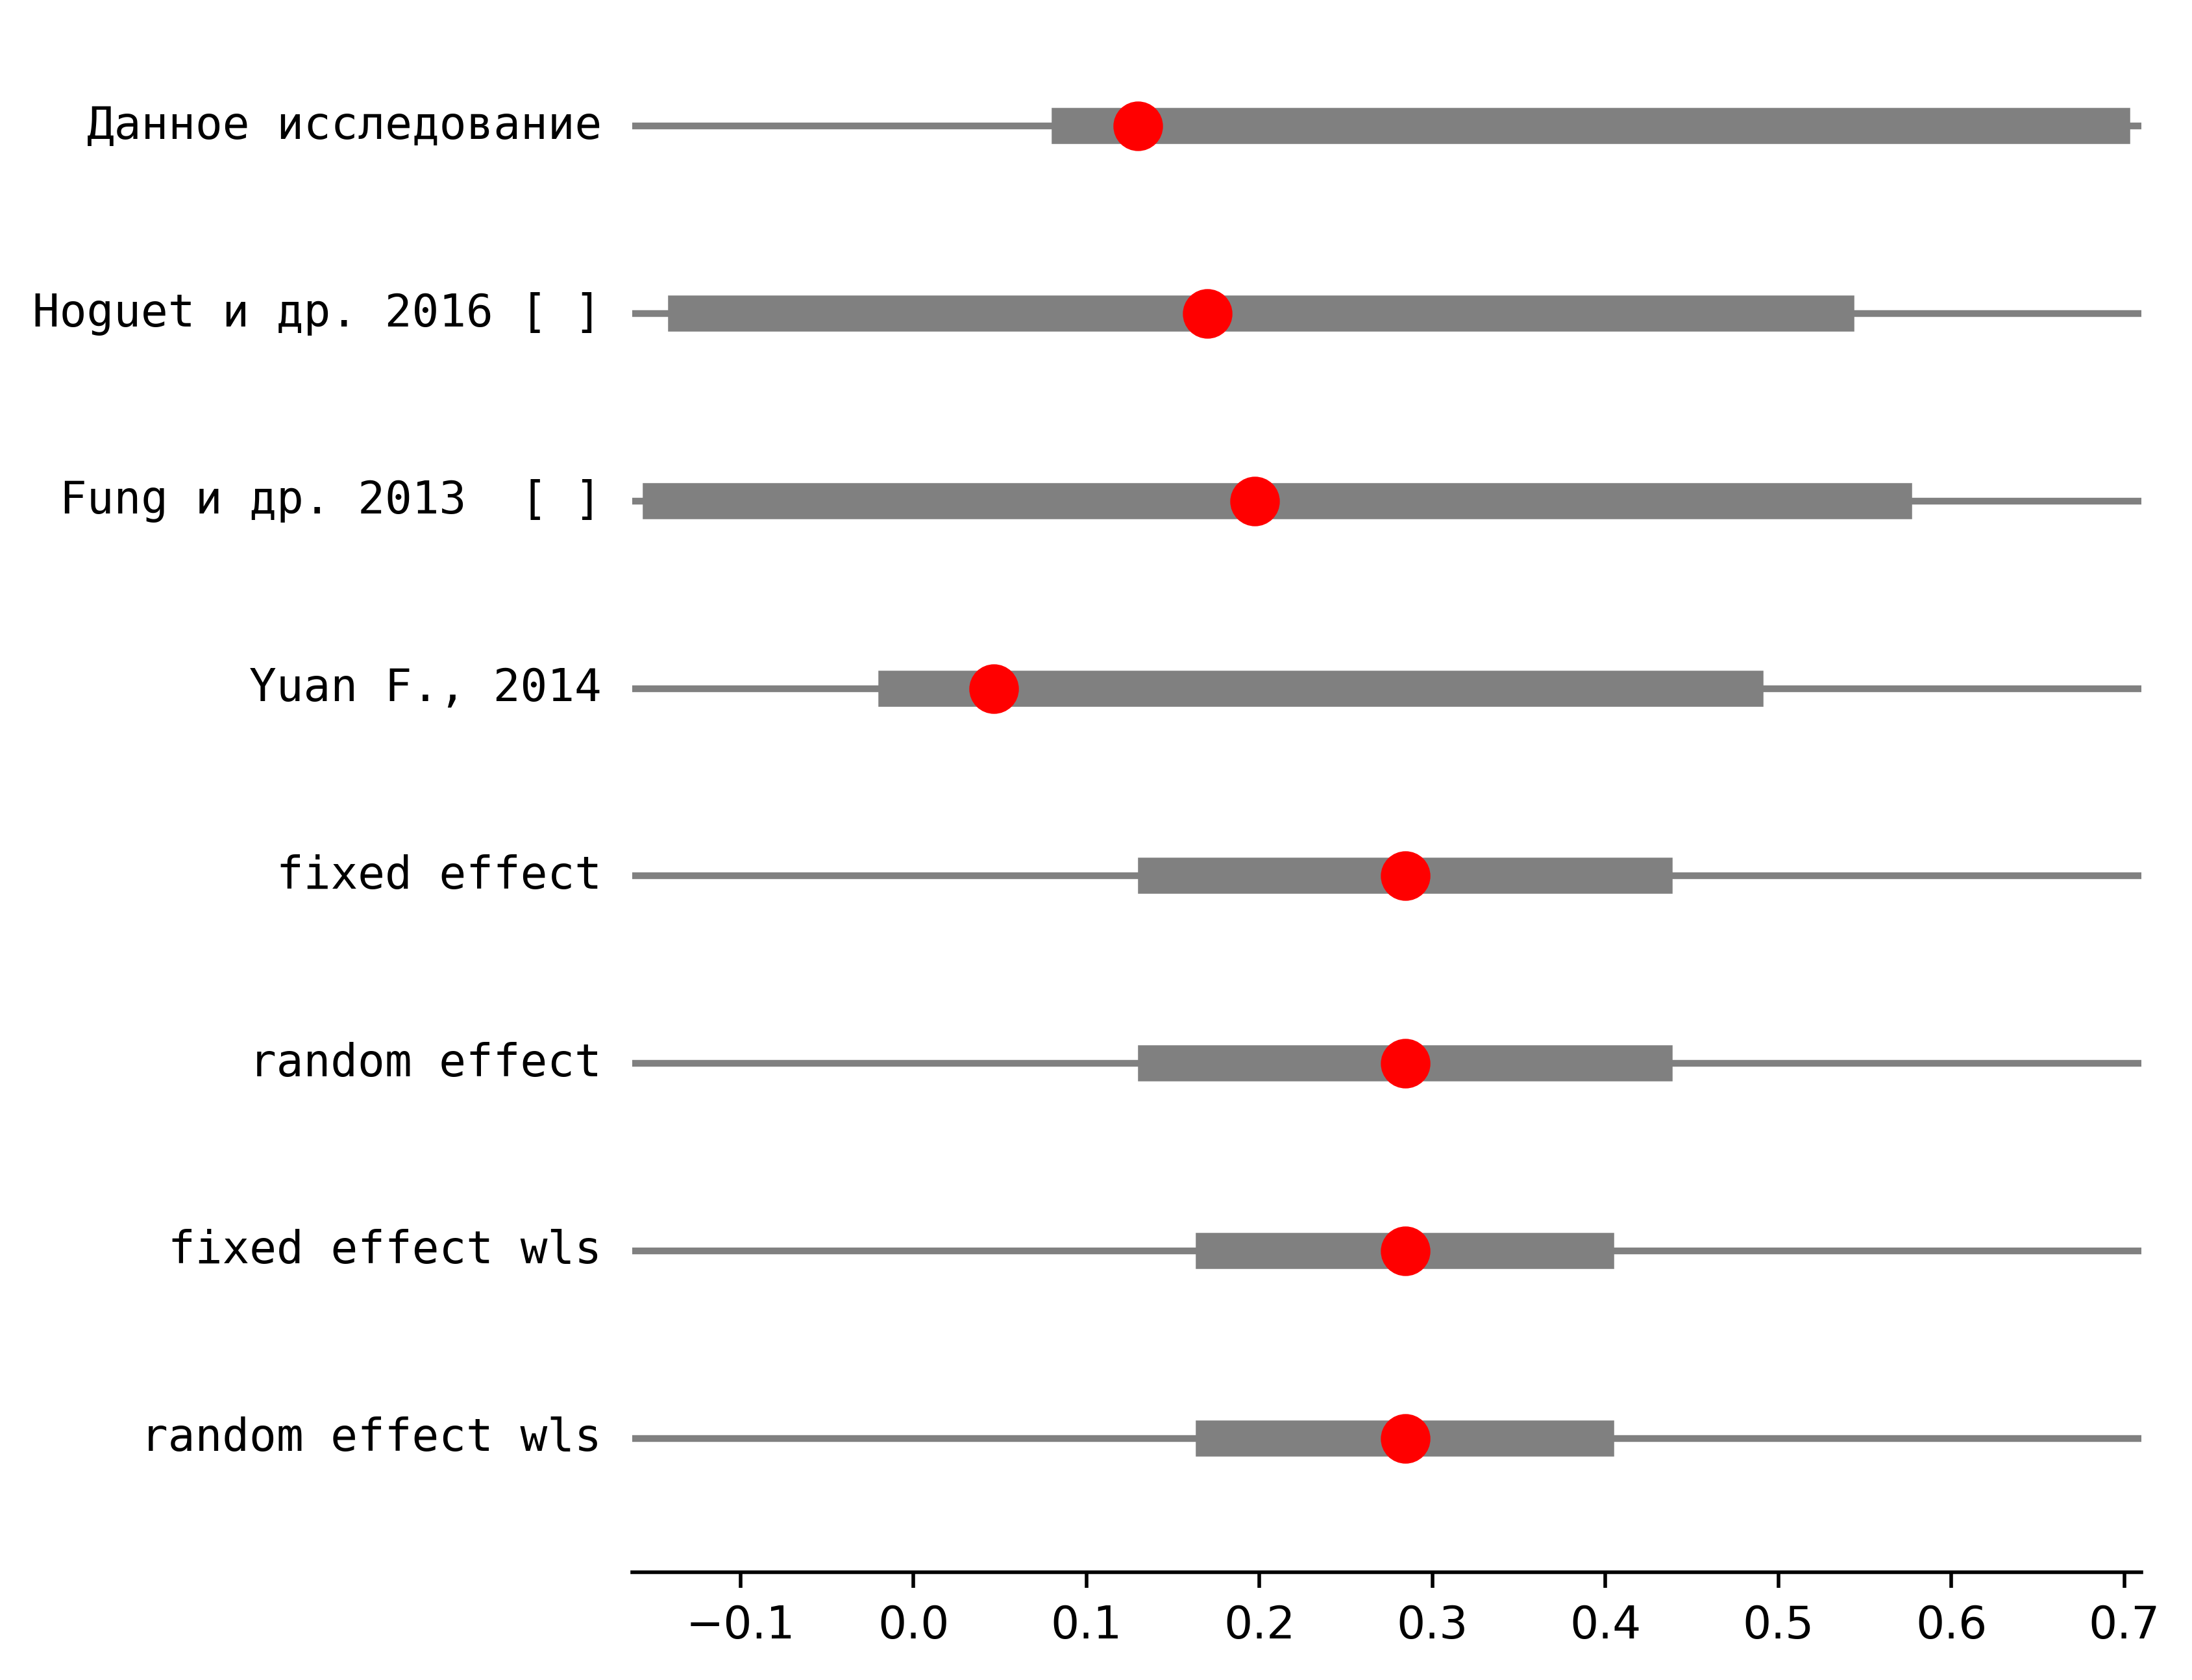 Данное исследование
Hoguet и др. 2016 [ ]
Fung и др. 2013  [ ]
Yuan F., 2014
fixed effect
random effect
fixed effect wls
random effect wls
−0.1 0.0 0.1 0.2 0.3 0.4 0.5 0.6 0.7